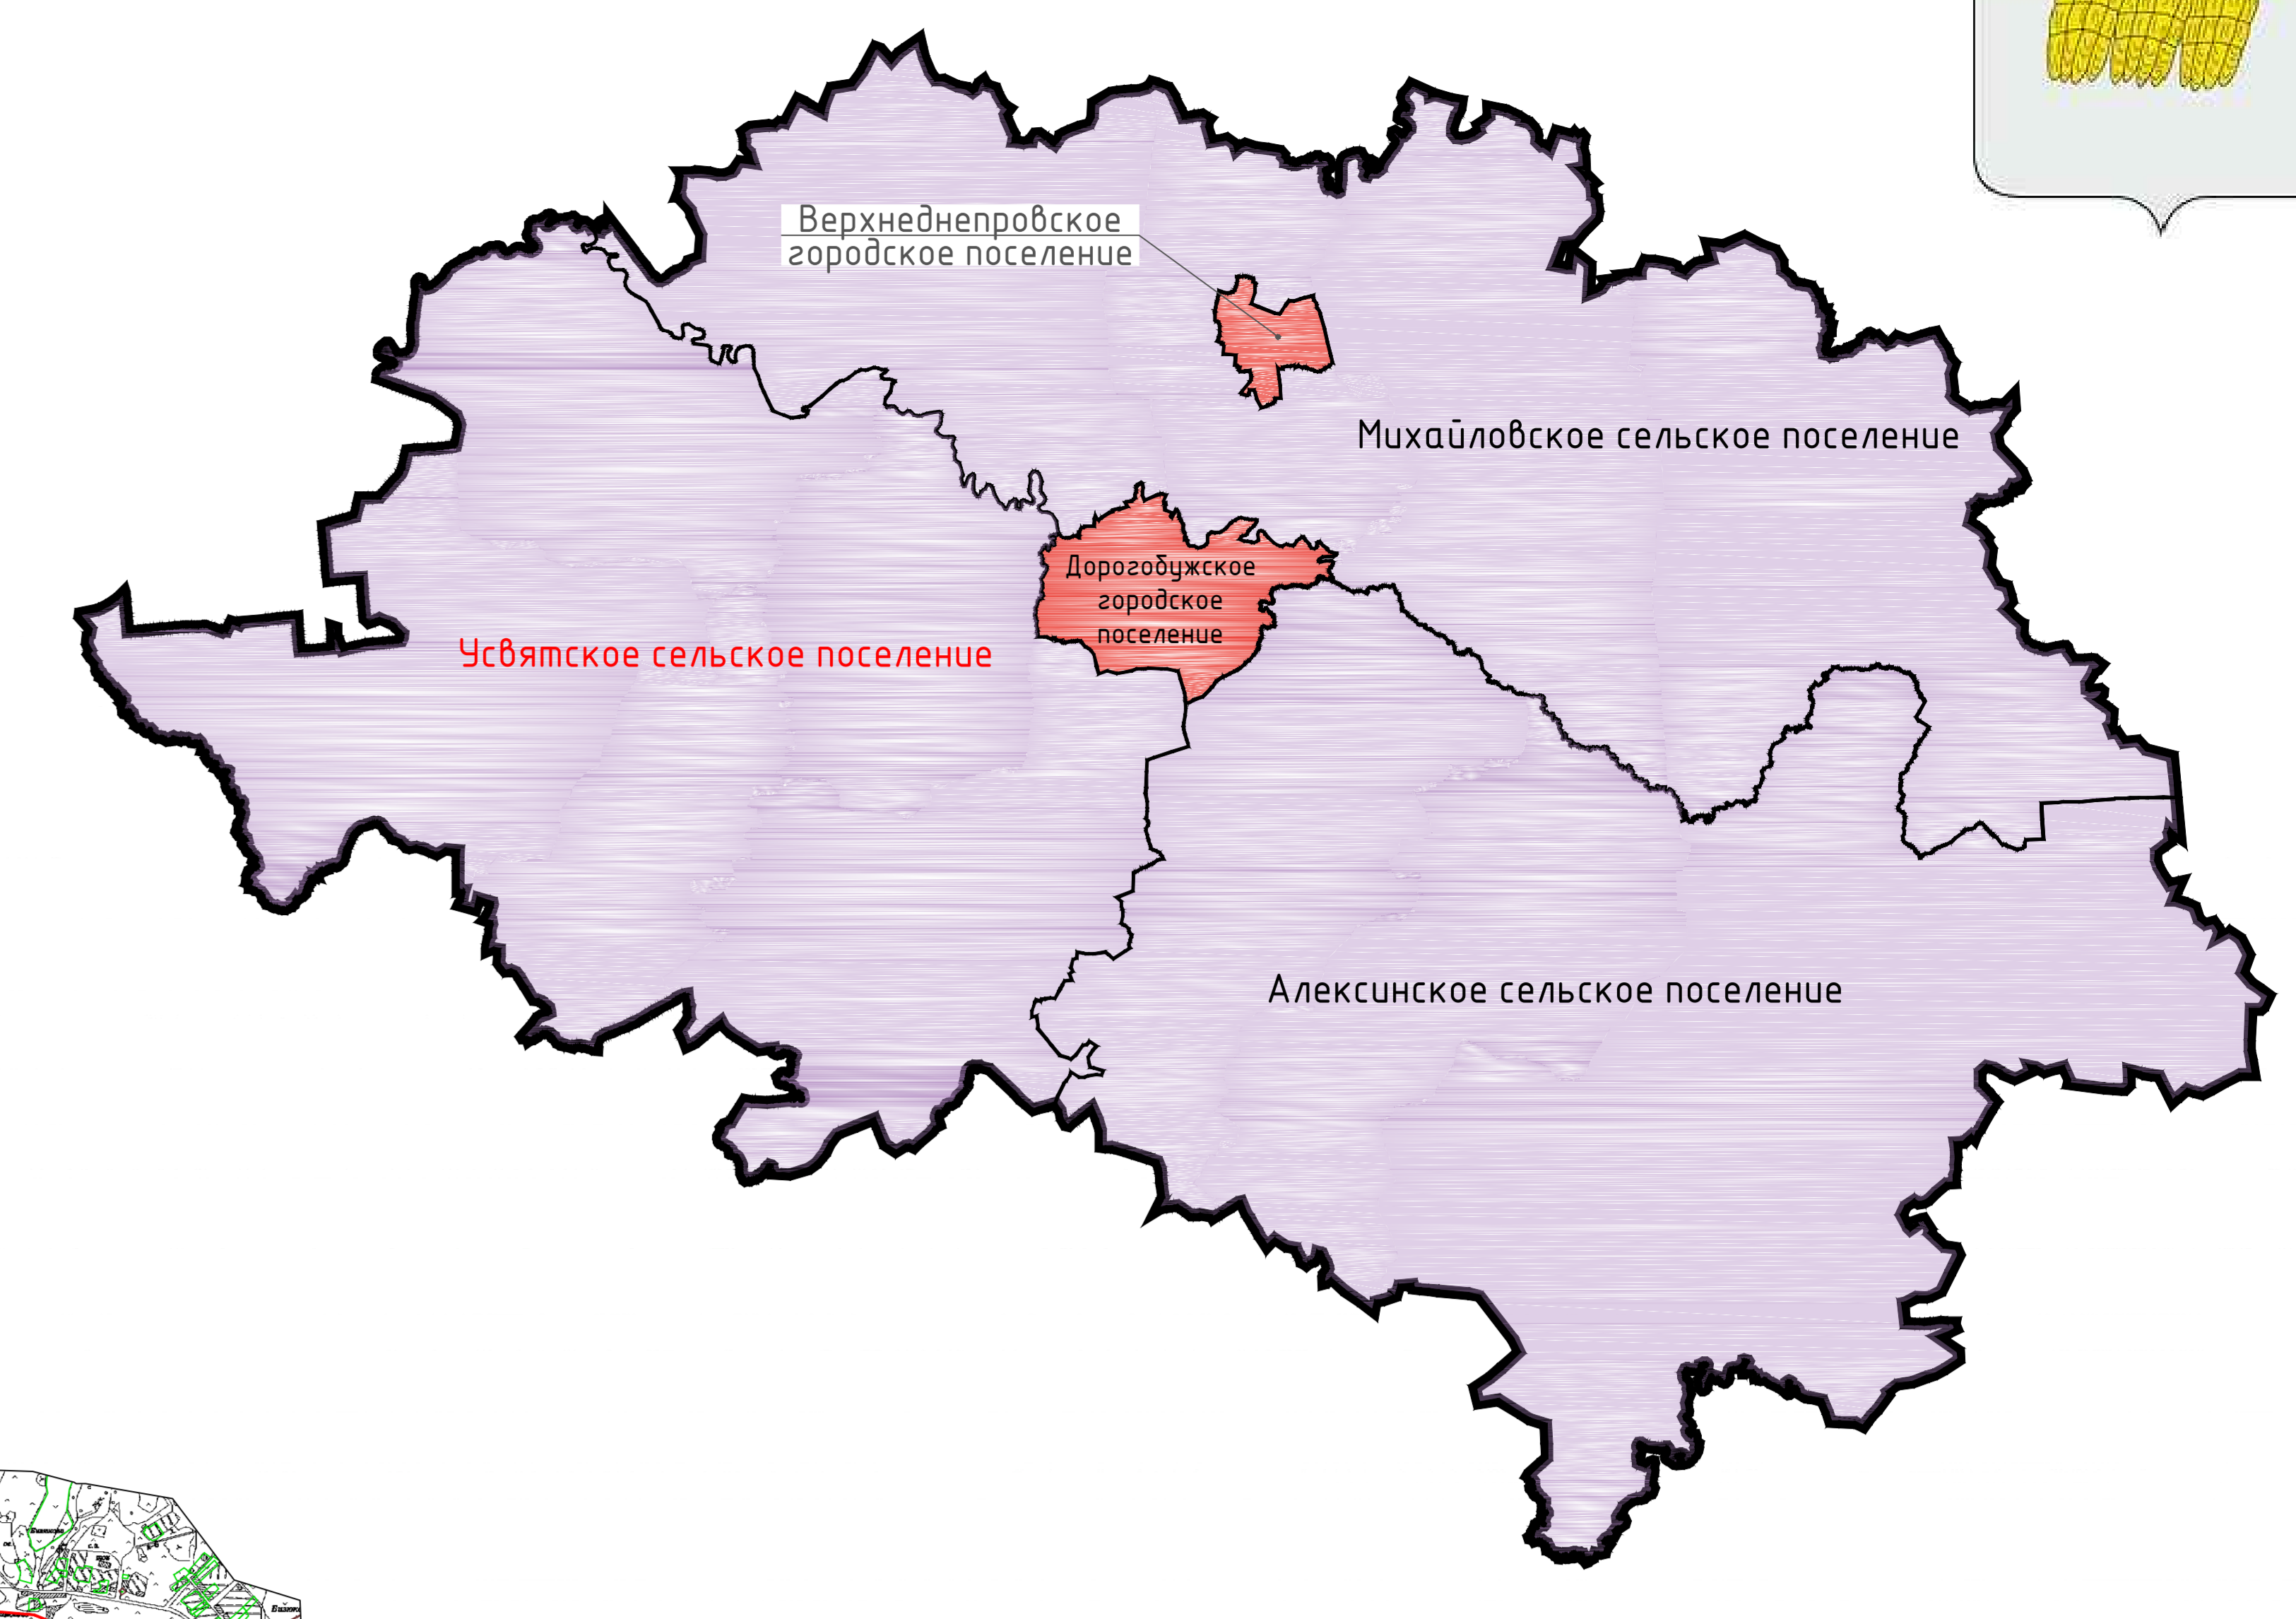 Верхнеднепровское
городское поселение
Михайловское сельское поселение
Дорогобужское
городское
поселение
Усвятское сельское поселение
Алексинское сельское поселение